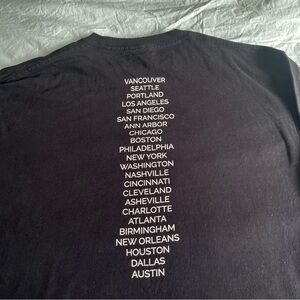 VANCOUVER
SEATTLE
PORTLAND
LOS ANGELES
SAN DIEGO
SAN FRANCISCO
ANN ARBOR
CHICAGO
BOSTON
PHILADELPHIA
NEW YORK
WASHINGTON
NASHVILLE
CINCINNATI
CLEVELAND
ASHEVILLE
CHARLOTTE
ATLANTA
BIRMINGHAM
NEW ORLEANS
HOUSTON
DALLAS
AUSTIN